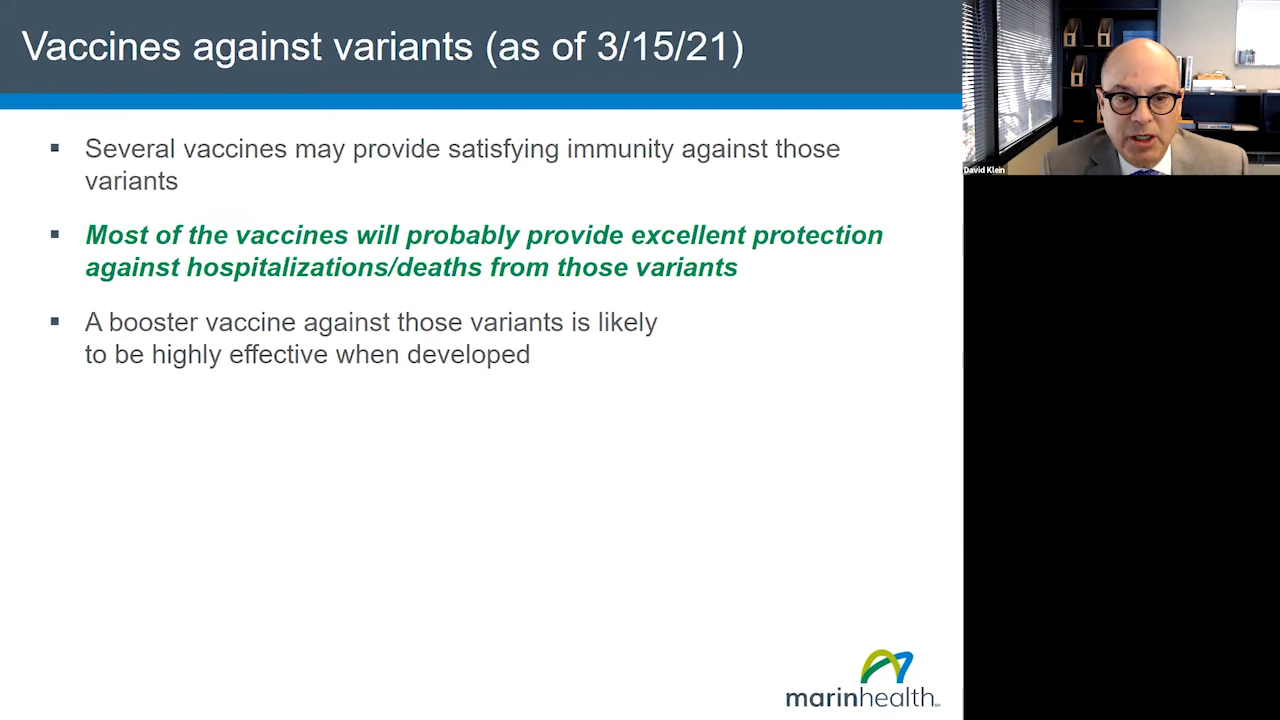 Vaccines against variants (as of 3/15/21)
Several vaccines may provide satisfying immunity against those
variants
Most of the vaccines will probably provide excellent protection
against hospitalizations/deaths from those variants
A booster vaccine against those variants is likely
to be highly effective when developed
marinhealth
David Klein